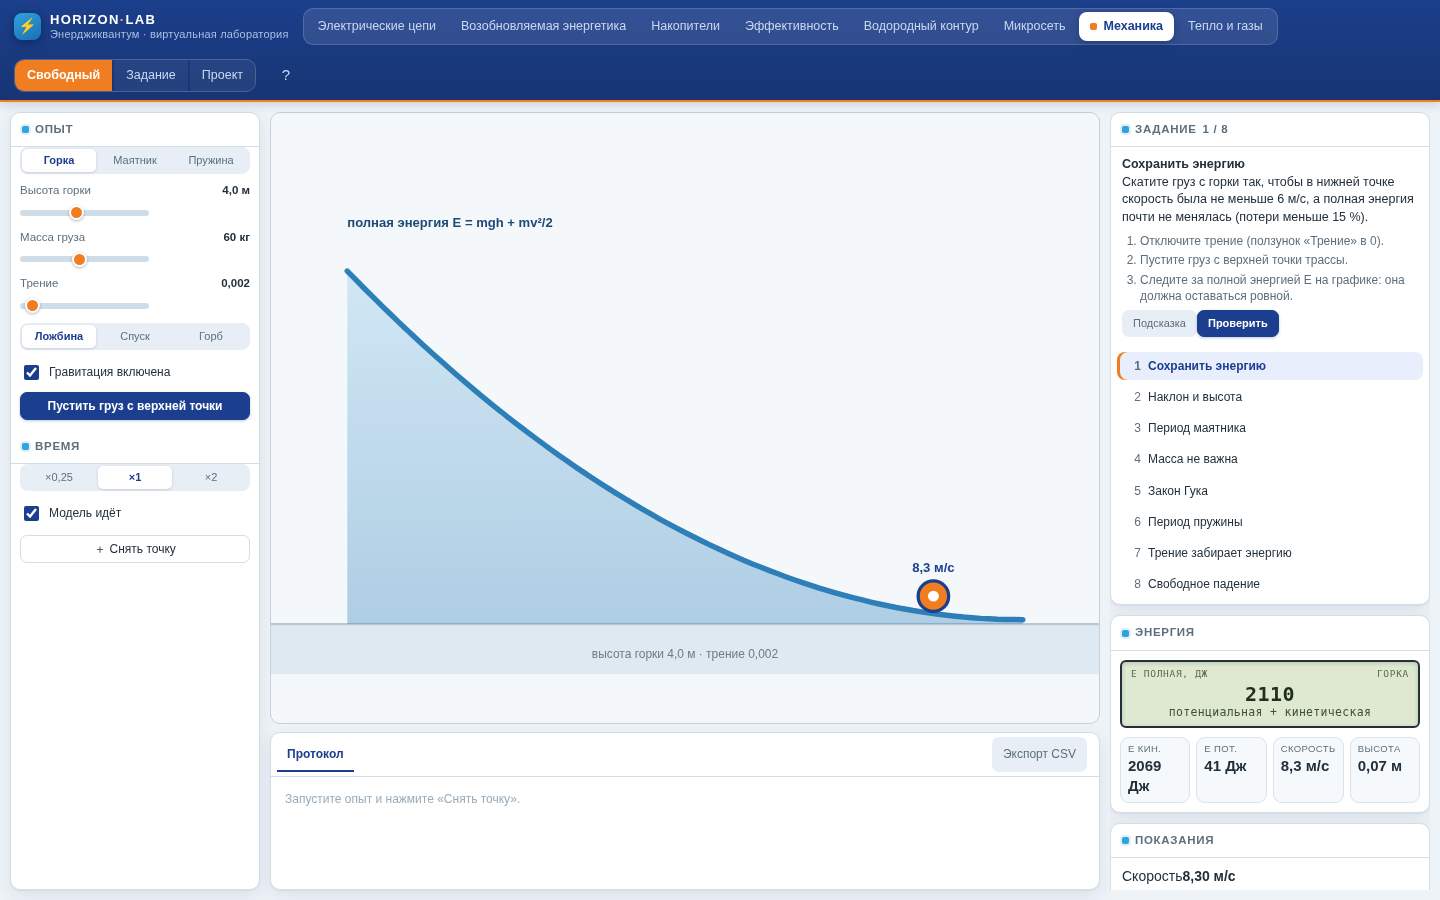 HORIZON·LAB
Энерджиквантум · виртуальная лаборатория
Электрические цепи
Возобновляемая энергетика
Накопители
Эффективность
Водородный контур
Микросеть
Механика
Тепло и газы
Свободный
Задание
Проект
?
ОПЫТ
Горка
Маятник
Пружина
Высота горки 4,0 м
Масса груза 60 кг
Трение 0,002
Ложбина
Спуск
Горб
Гравитация включена
Пустить груз с верхней точки
ВРЕМЯ
×0,25
×1
×2
Модель идёт
+ Снять точку
полная энергия E = mgh + mv²/2
8,3 м/с
высота горки 4,0 м · трение 0,002
Протокол
Экспорт CSV
Запустите опыт и нажмите «Снять точку».
ЗАДАНИЕ 1 / 8
Сохранить энергию
Скатите груз с горки так, чтобы в нижней точке
скорость была не меньше 6 м/с, а полная энергия
почти не менялась (потери меньше 15 %).
1. Отключите трение (ползунок «Трение» в 0).
2. Пустите груз с верхней точки трассы.
3. Следите за полной энергией E на графике: она
должна оставаться ровной.
Подсказка
Проверить
1 Сохранить энергию
2 Наклон и высота
3 Период маятника
4 Масса не важна
5 Закон Гука
6 Период пружины
7 Трение забирает энергию
8 Свободное падение
ЭНЕРГИЯ
E ПОЛНАЯ, ДЖ
ГОРКА
2110
потенциальная + кинетическая
E КИН.
2069
Дж
E ПОТ.
41 Дж
СКОРОСТЬ
8,3 м/с
ВЫСОТА
0,07 м
ПОКАЗАНИЯ
Скорость8,30 м/с